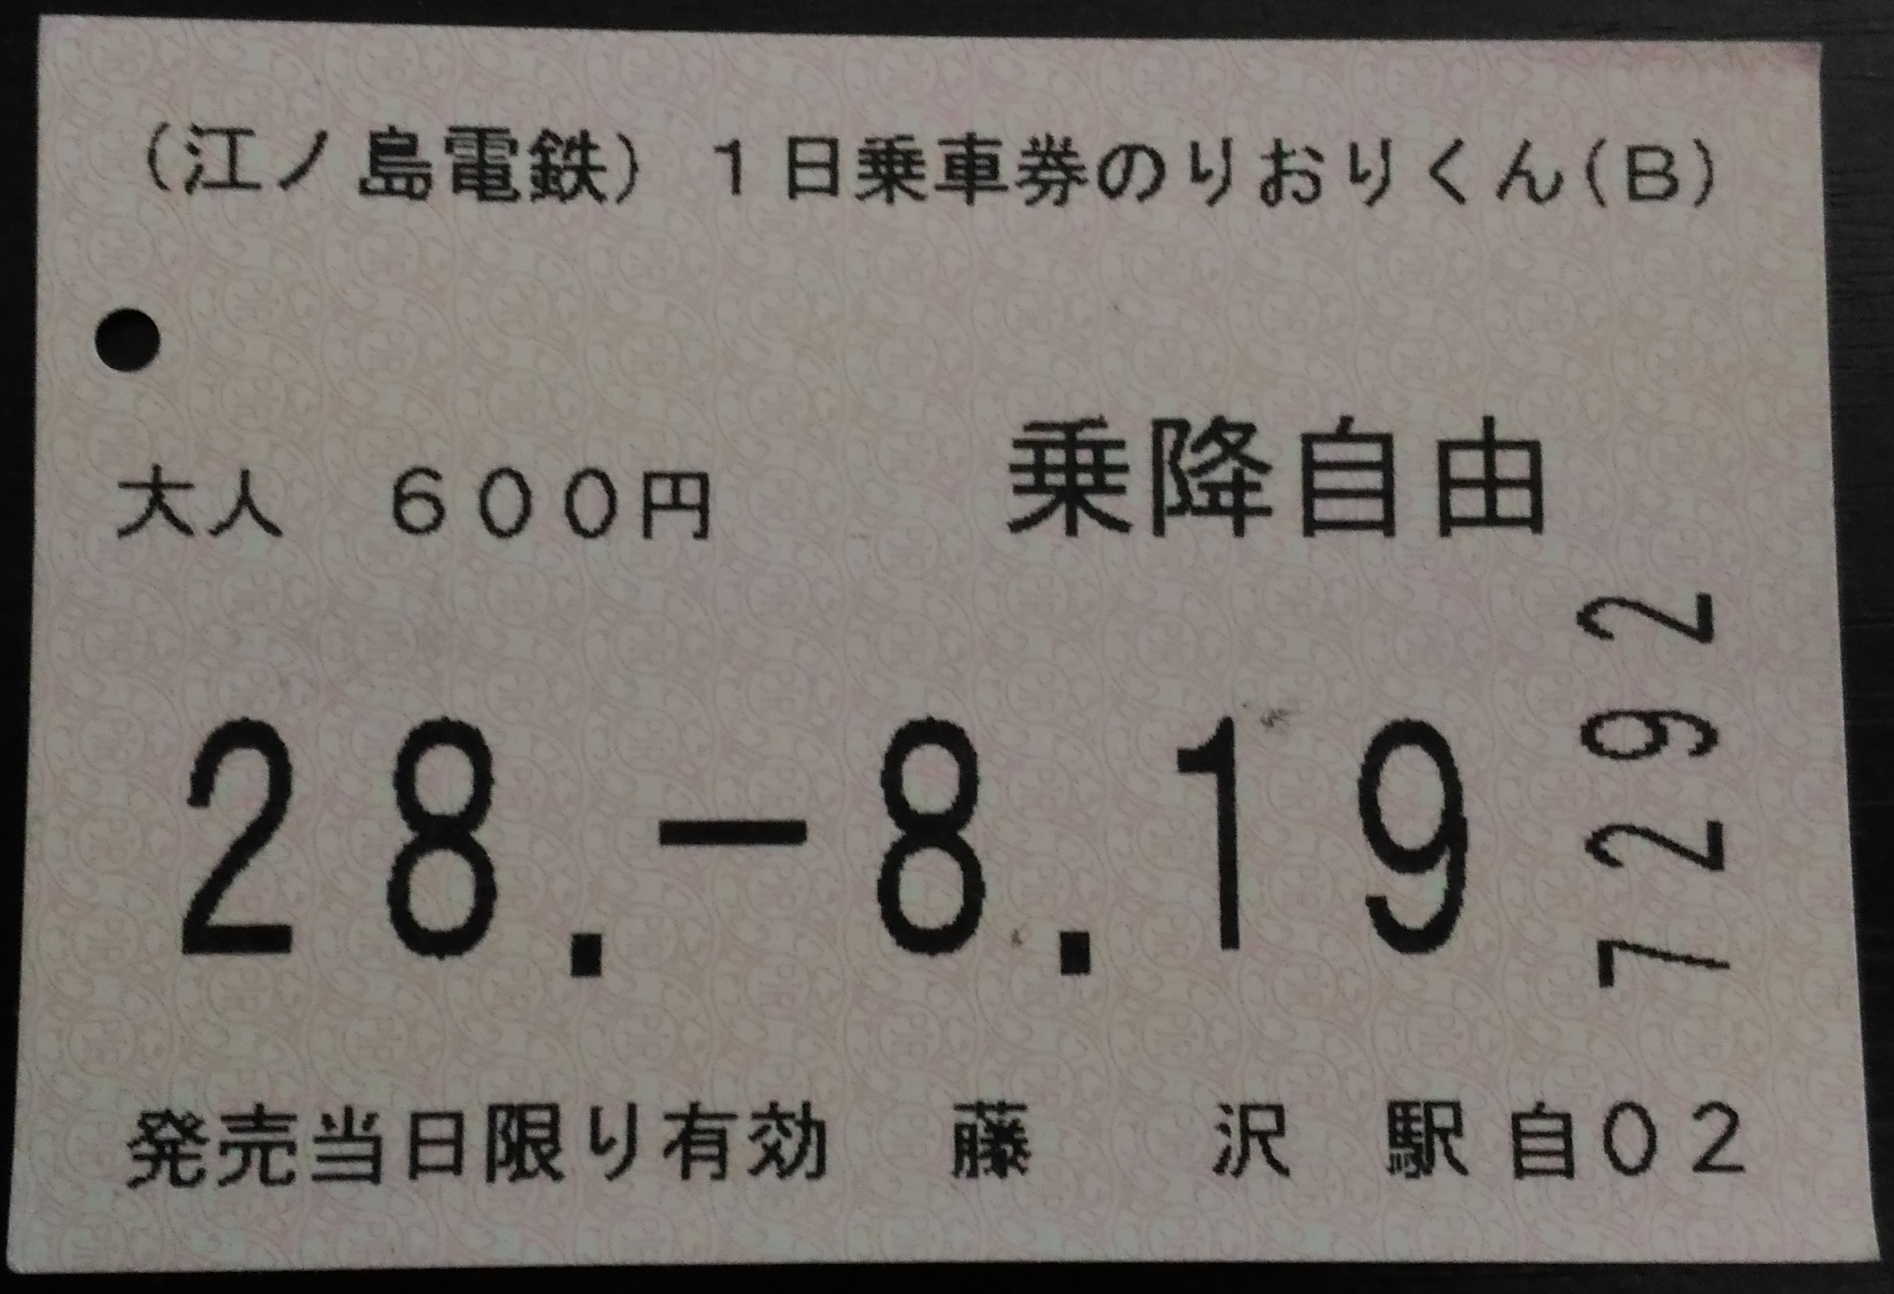 （江ノ島電鉄）１日乗車券のりおりくん（Ｂ）
大人　６００円　乗降自由
28.-8.19
7292
発売当日限り有効　藤　沢　駅自０２